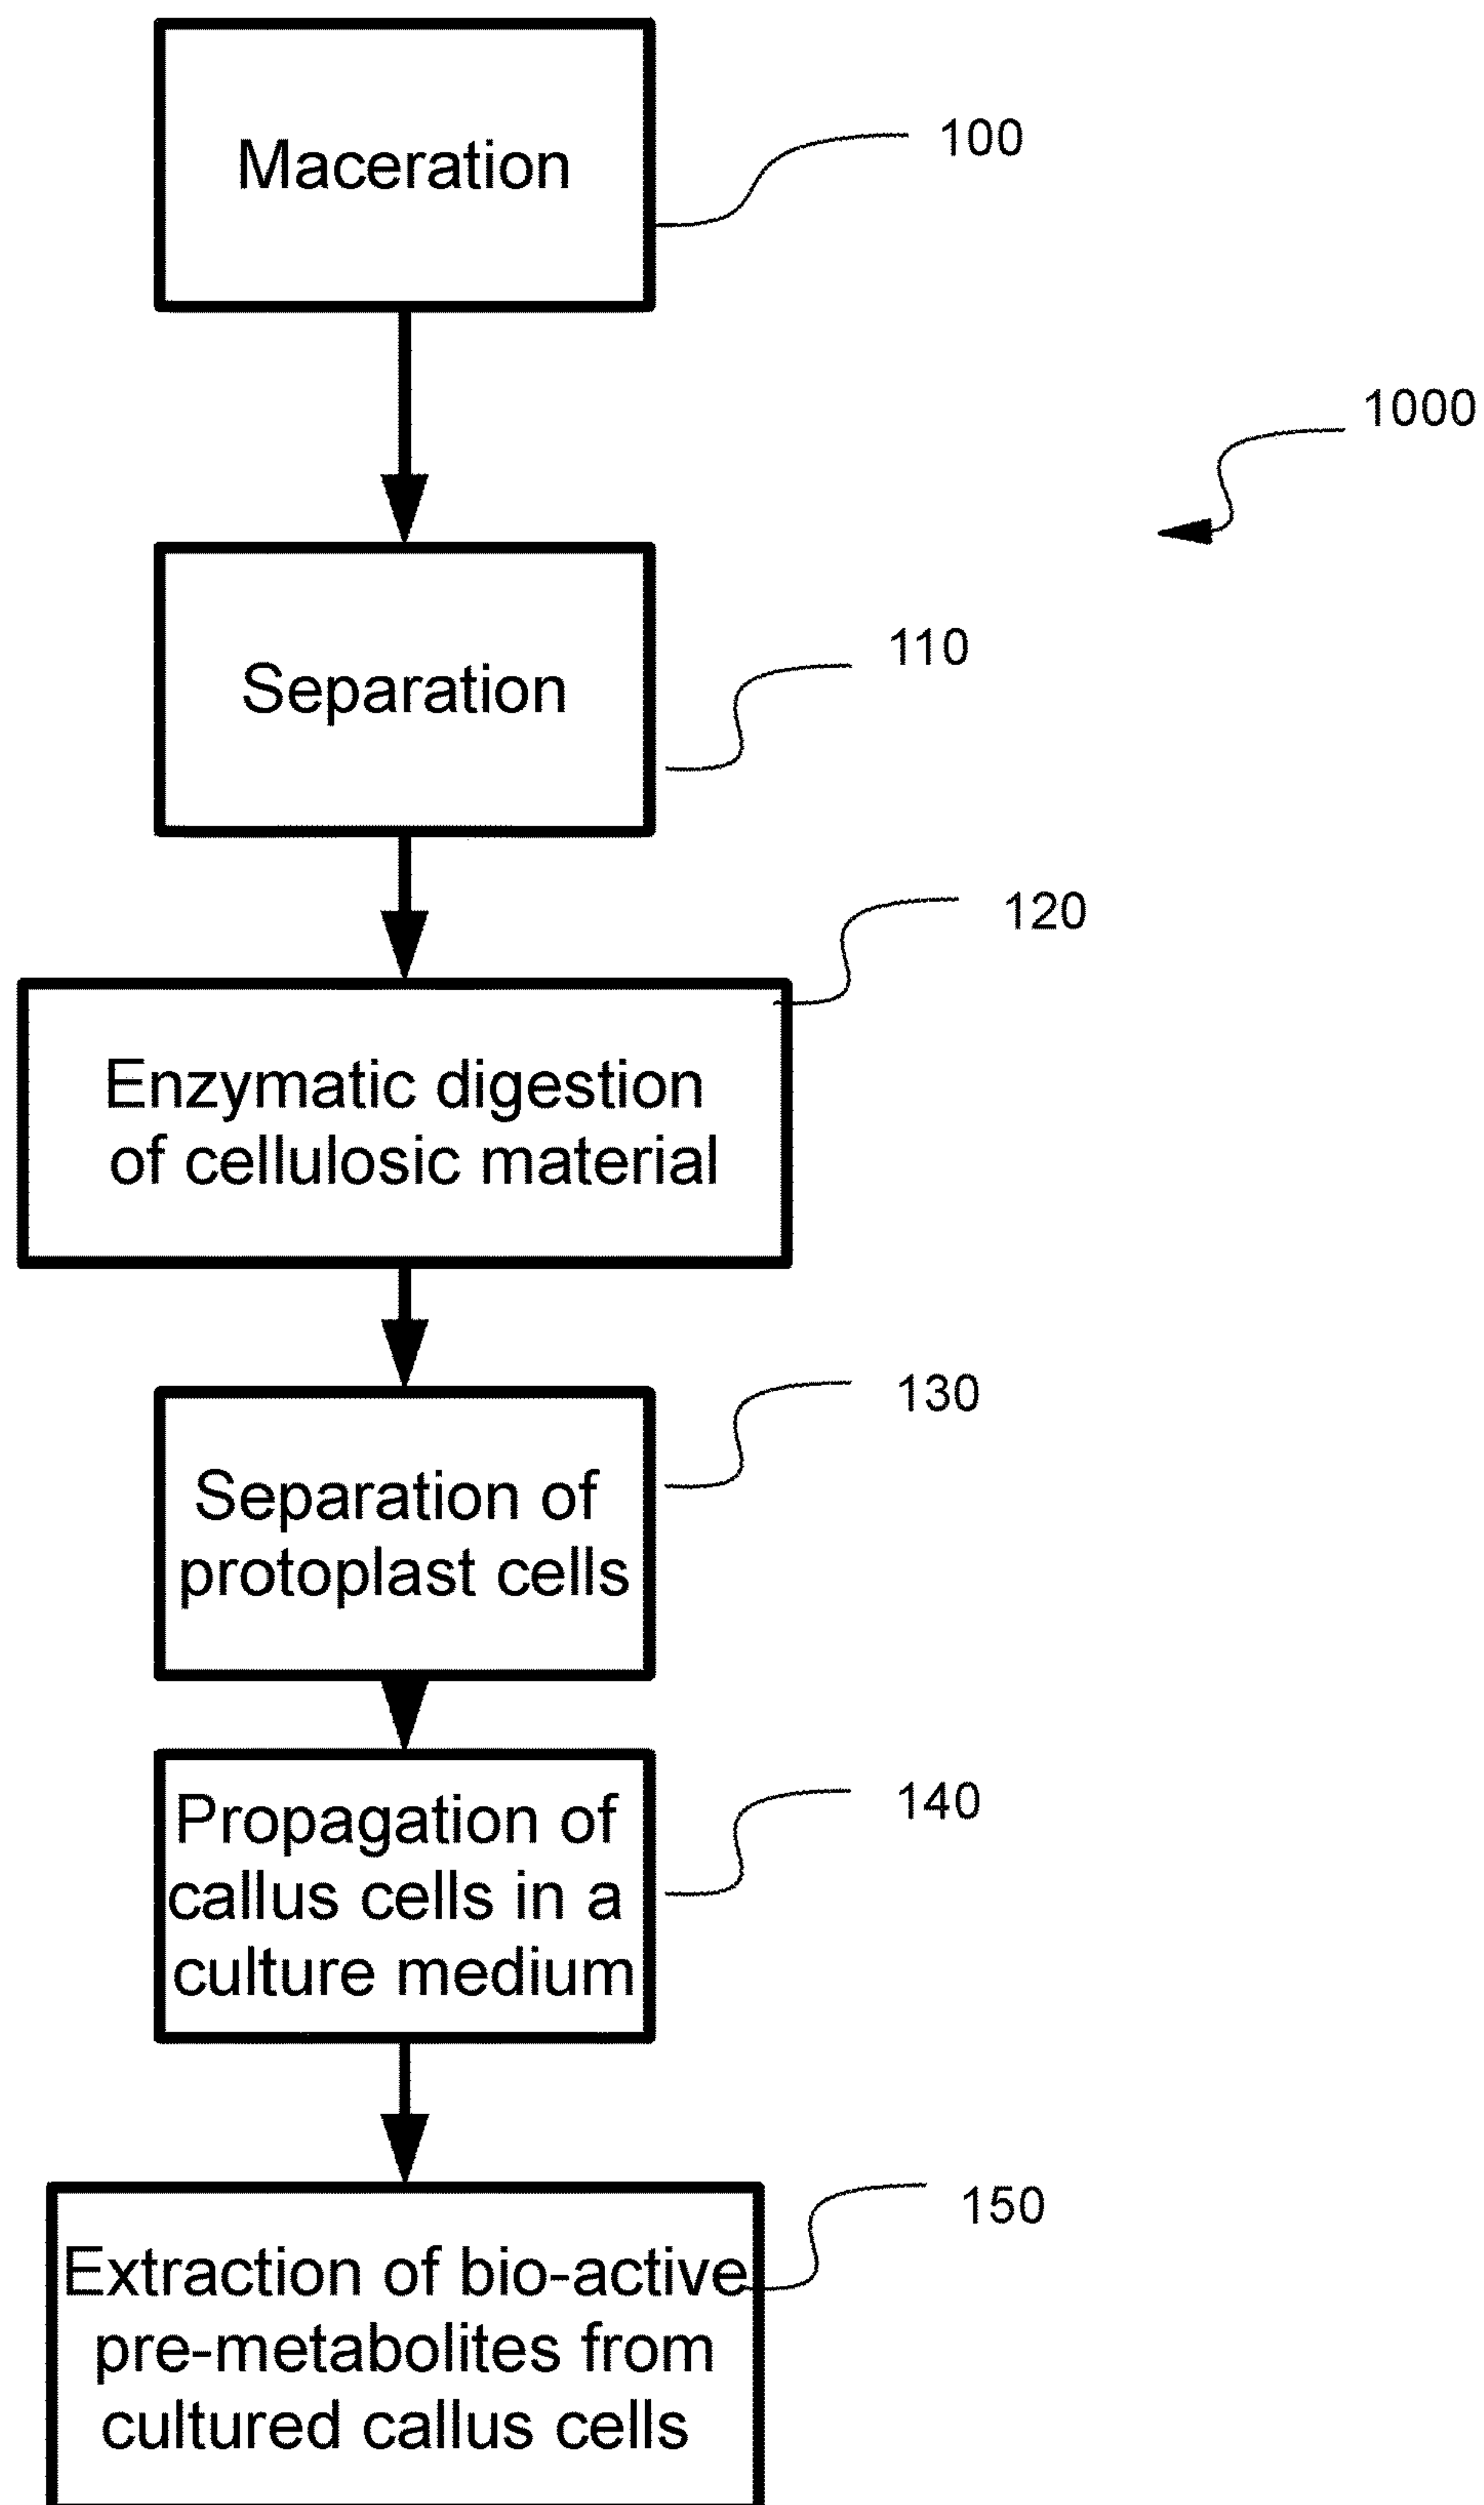 Maceration
100
1000
Separation
110
120
Enzymatic digestion
of cellulosic material
130
Separation of
protoplast cells
140
Propagation of
callus cells in a
culture medium
150
Extraction of bio-active
pre-metabolites from
cultured callus cells